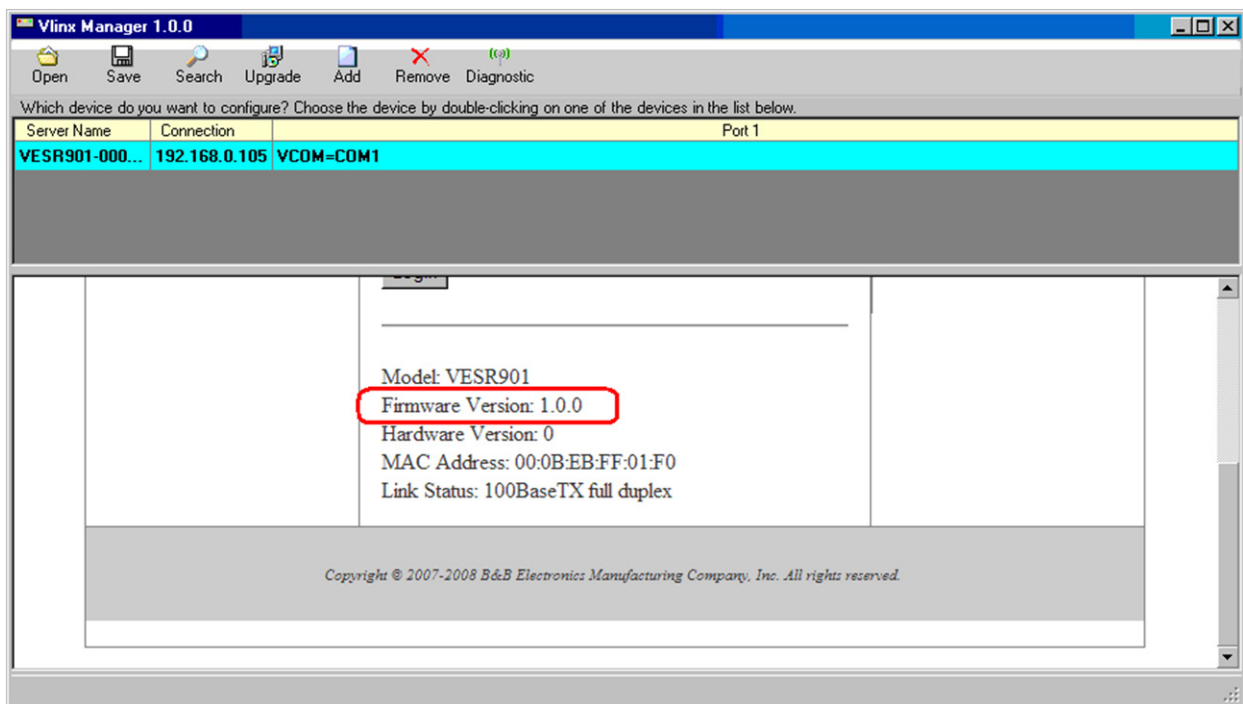 Vlinx Manager 1.0.0
Open Save Search Upgrade Add Remove Diagnostic
Which device do you want to configure? Choose the device by double-clicking on one of the devices in the list below.
Server Name Connection Port 1
VESR901-000... 192.168.0.105 VCOM=COM1
Model: VESR901
Firmware Version: 1.0.0
Hardware Version: 0
MAC Address: 00:0B:EB:FF:01:F0
Link Status: 100BaseTX full duplex
Copyright © 2007-2008 B&B Electronics Manufacturing Company, Inc. All rights reserved.